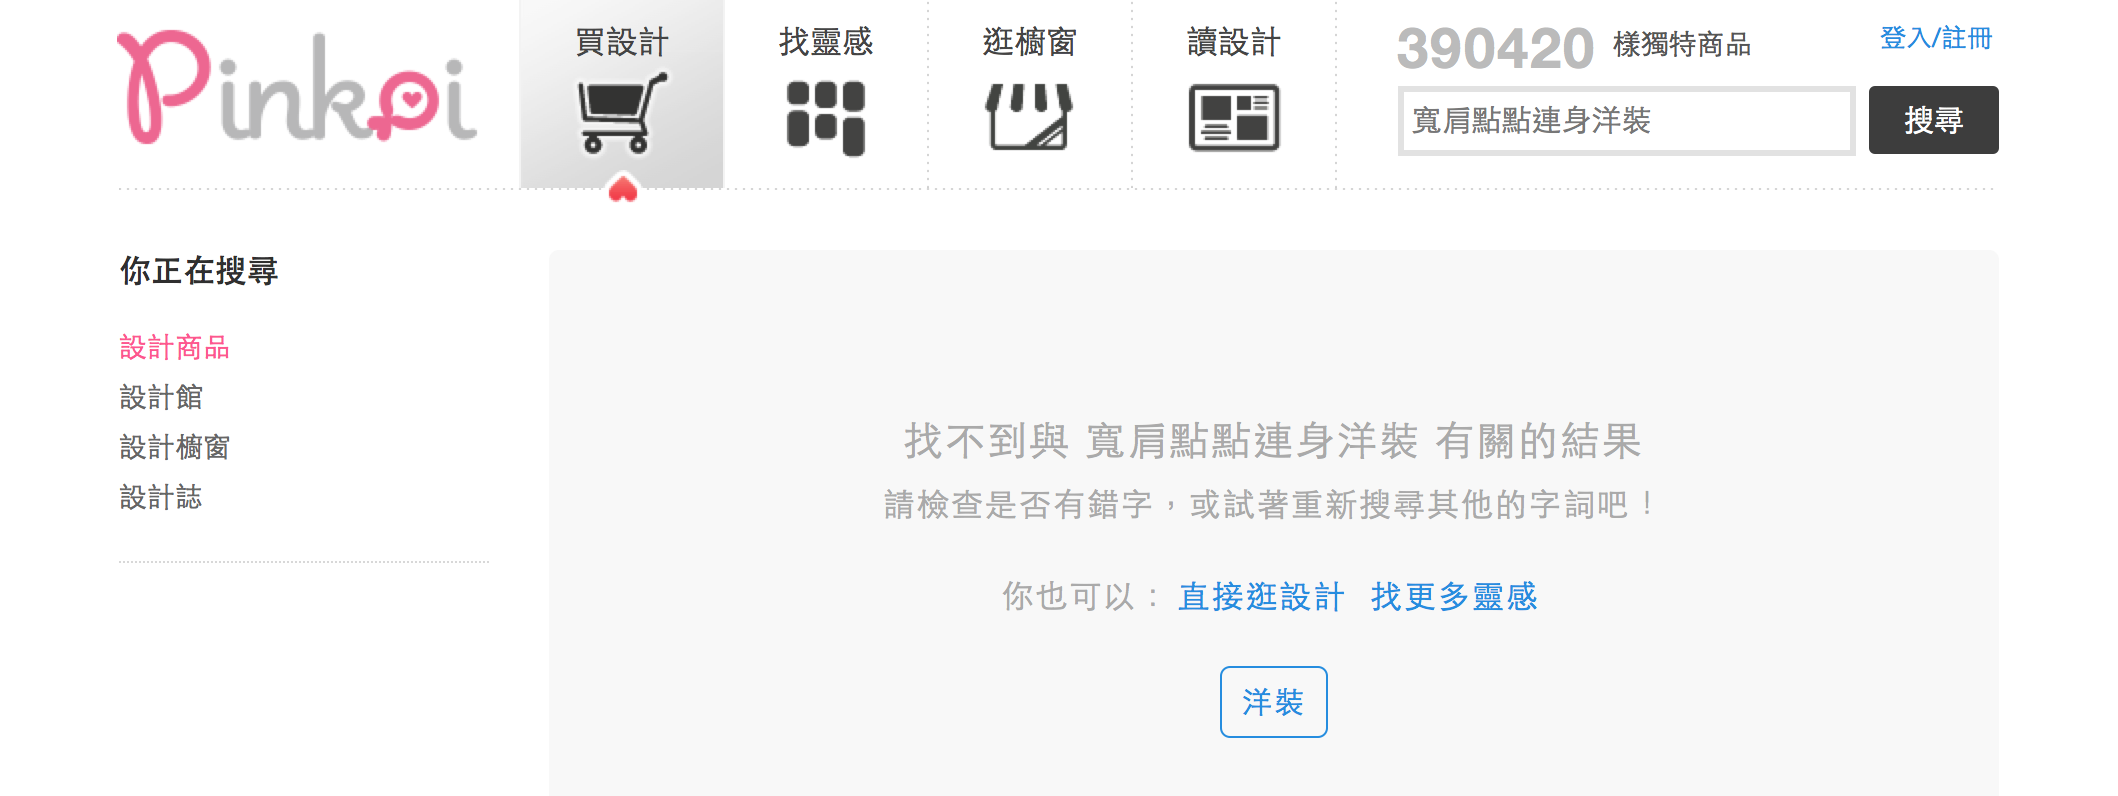 Pinkoi
買設計
找靈感
逛櫥窗
讀設計
390420 樣獨特商品
登入/註冊
寬肩點點連身洋裝
搜尋
你正在搜尋
設計商品
設計館
設計櫥窗
設計誌
找不到與 寬肩點點連身洋裝 有關的結果
請檢查是否有錯字，或試著重新搜尋其他的字詞吧！
你也可以： 直接逛設計 找更多靈感
洋裝